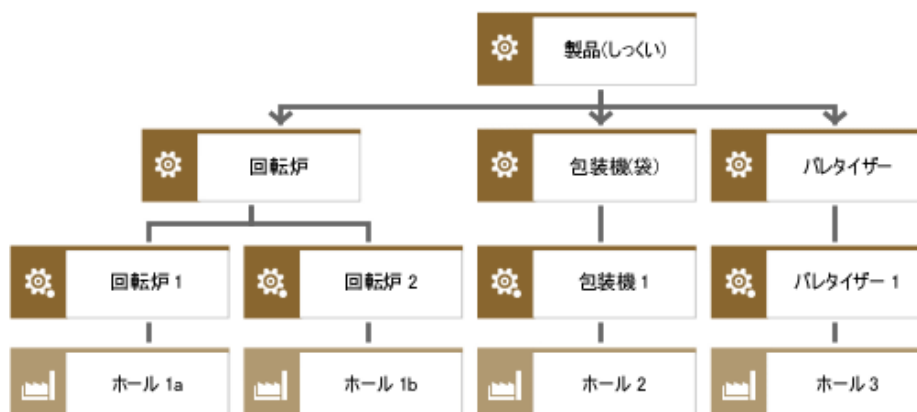 製品(しっくい)
回転炉
包装機(袋)
パレタイザー
回転炉 1
回転炉 2
包装機 1
パレタイザー 1
ホール 1a
ホール 1b
ホール 2
ホール 3